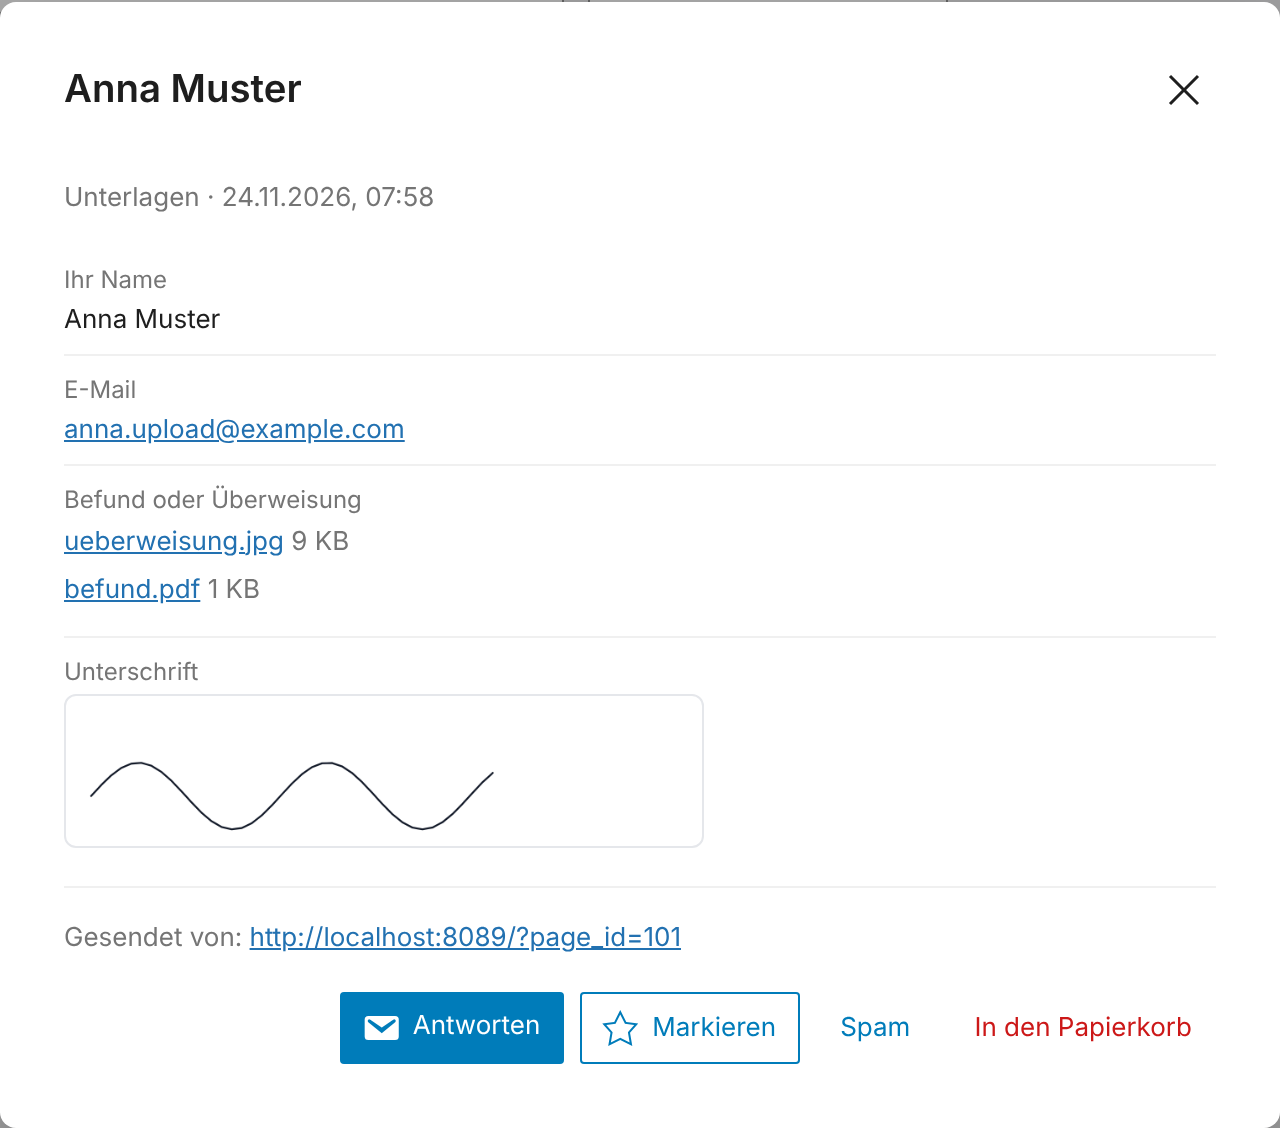 Anna Muster
Unterlagen · 24.11.2026, 07:58
Ihr Name
Anna Muster
E-Mail
anna.upload@example.com
Befund oder Überweisung
ueberweisung.jpg 9 KB
befund.pdf 1 KB
Unterschrift
Gesendet von: http://localhost:8089/?page_id=101
Antworten
Markieren
Spam
In den Papierkorb